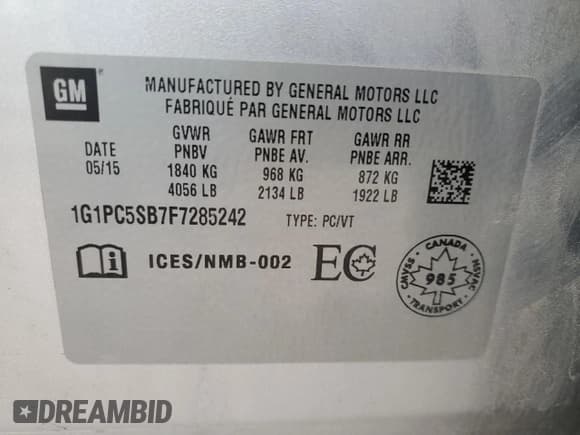 GM
MANUFACTURED BY GENERAL MOTORS LLC
FABRIQUÉ PAR GENERAL MOTORS LLC
DATE
05/15
GVWR
PNBV
1840 KG
4056 LB
GAWR FRT
PNBE AV.
968 KG
2134 LB
GAWR RR
PNBE ARR.
872 KG
1922 LB
1G1PC5SB7F7285242 TYPE: PC/VT
i ICES/NMB-002 EC
CANADA
CMVSS
985
NSVAC
TRANSPORT
DREAMBID